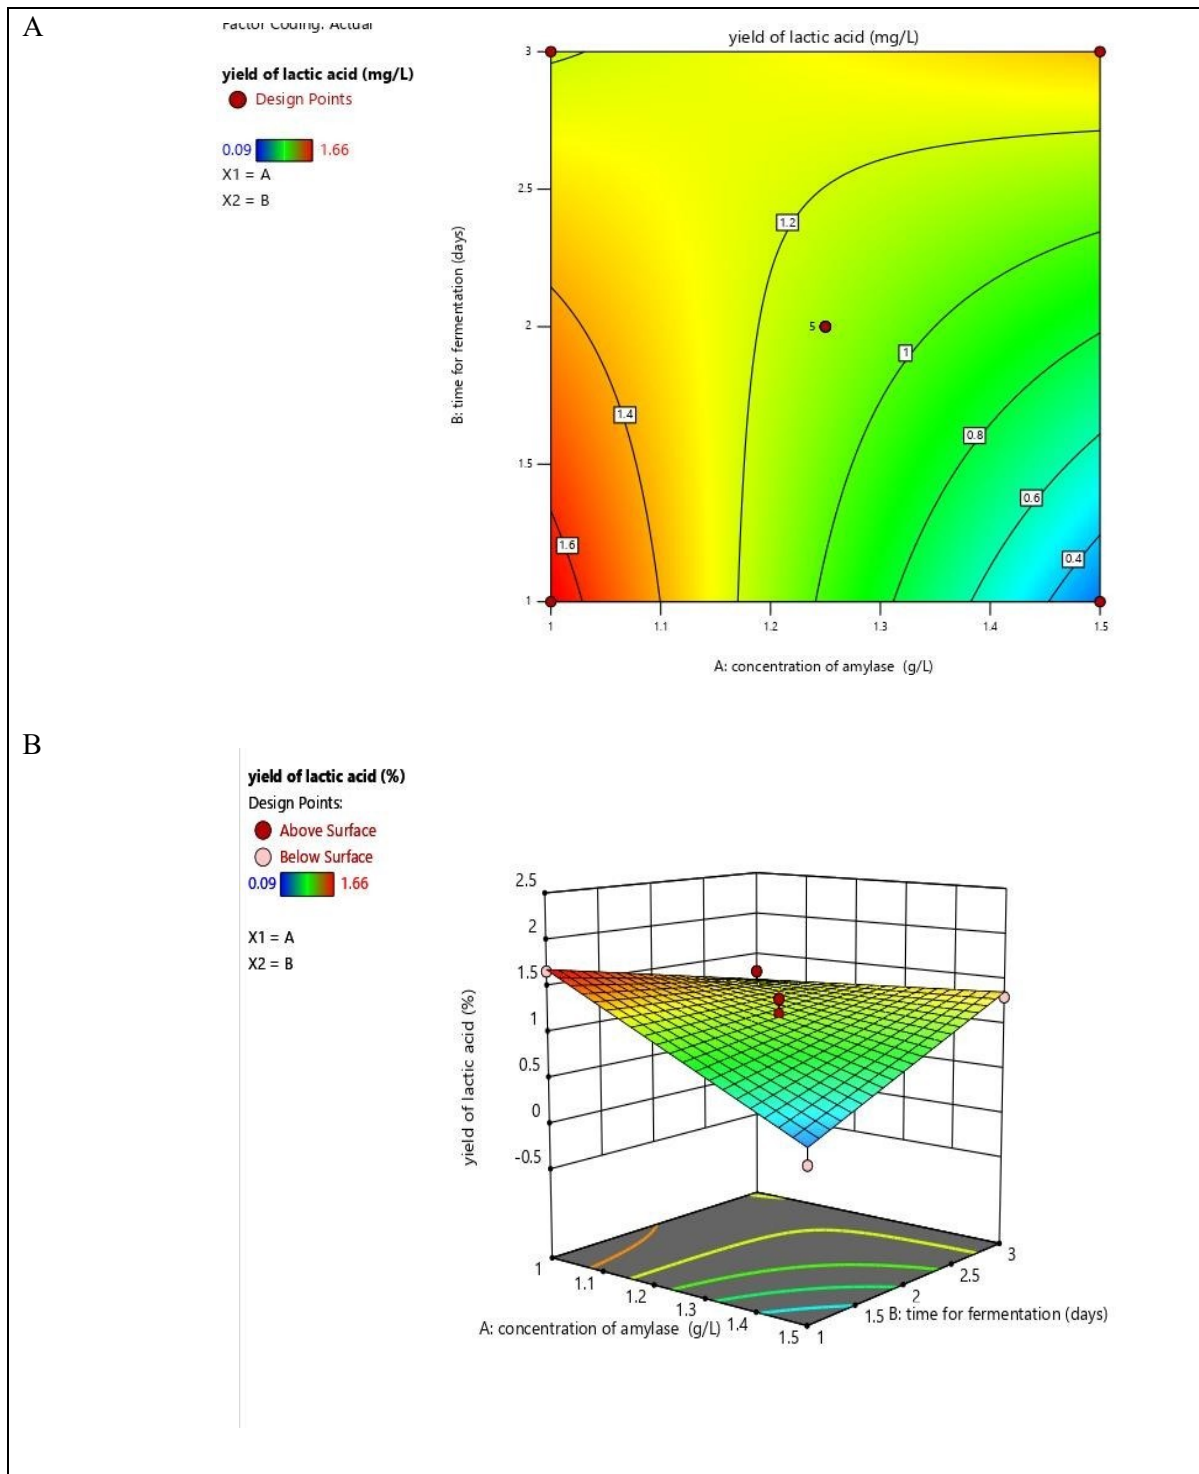 A
Factor Coding: Actual
yield of lactic acid (mg/L)
Design Points
0.09 1.66
X1 = A
X2 = B
yield of lactic acid (mg/L)
3
2.5
2
1.5
1
B: time for fermentation (days)
1.2
5
1
1.4
0.8
0.6
1.6
0.4
1 1.1 1.2 1.3 1.4 1.5
A: concentration of amylase (g/L)
B
yield of lactic acid (%)
Design Points:
Above Surface
Below Surface
0.09 1.66
X1 = A
X2 = B
2.5
2
1.5
1
0.5
0
-0.5
yield of lactic acid (%)
1 1.1 1.2 1.3 1.4 1.5
A: concentration of amylase (g/L)
1 1.5 2 2.5 3
B: time for fermentation (days)